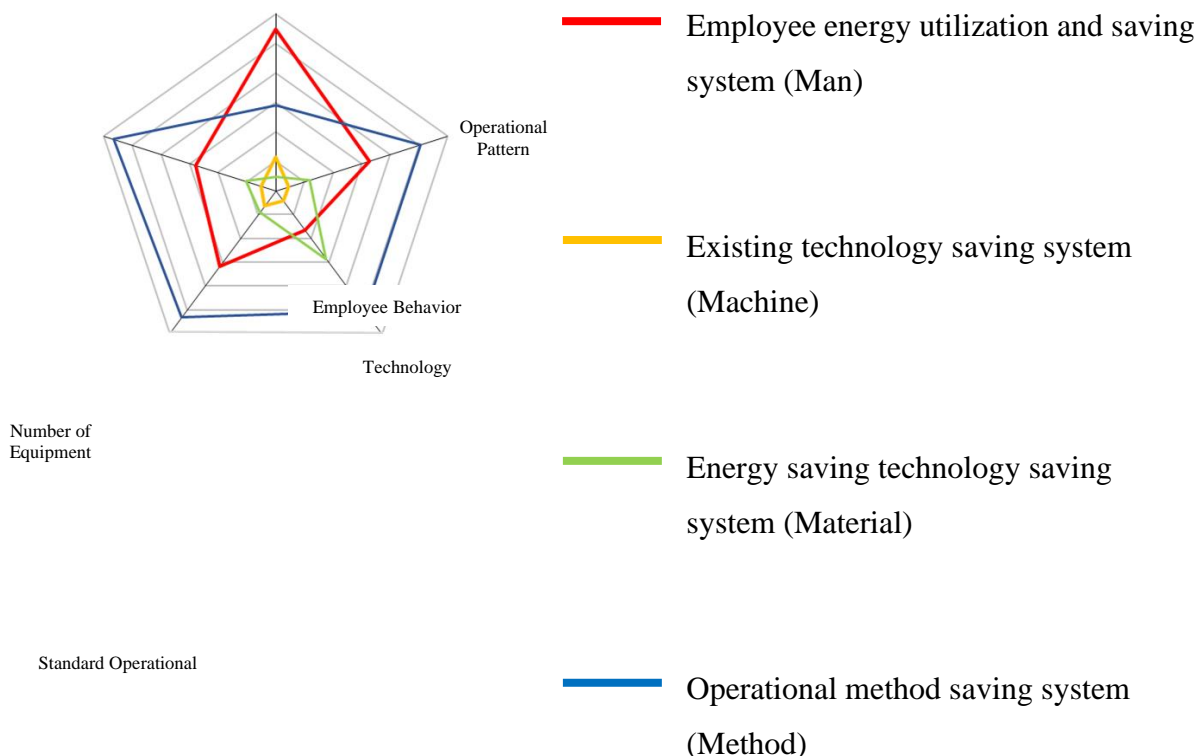 Operational
Pattern
Employee Behavior
Technology
Number of
Equipment
Standard Operational
Employee energy utilization and saving
system (Man)
Existing technology saving system
(Machine)
Energy saving technology saving
system (Material)
Operational method saving system
(Method)